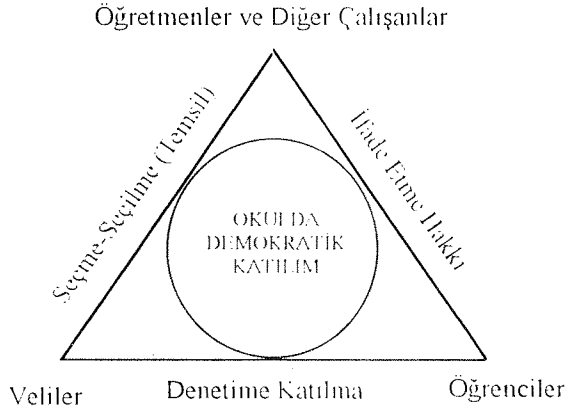 Öğretmenler ve Diğer Çalışanlar
Seçme-Seçilme (Temsil)
İfade Etme Hakkı
OKULDA
DEMOKRATİK
KATILIM
Veliler
Denetime Katılma
Öğrenciler